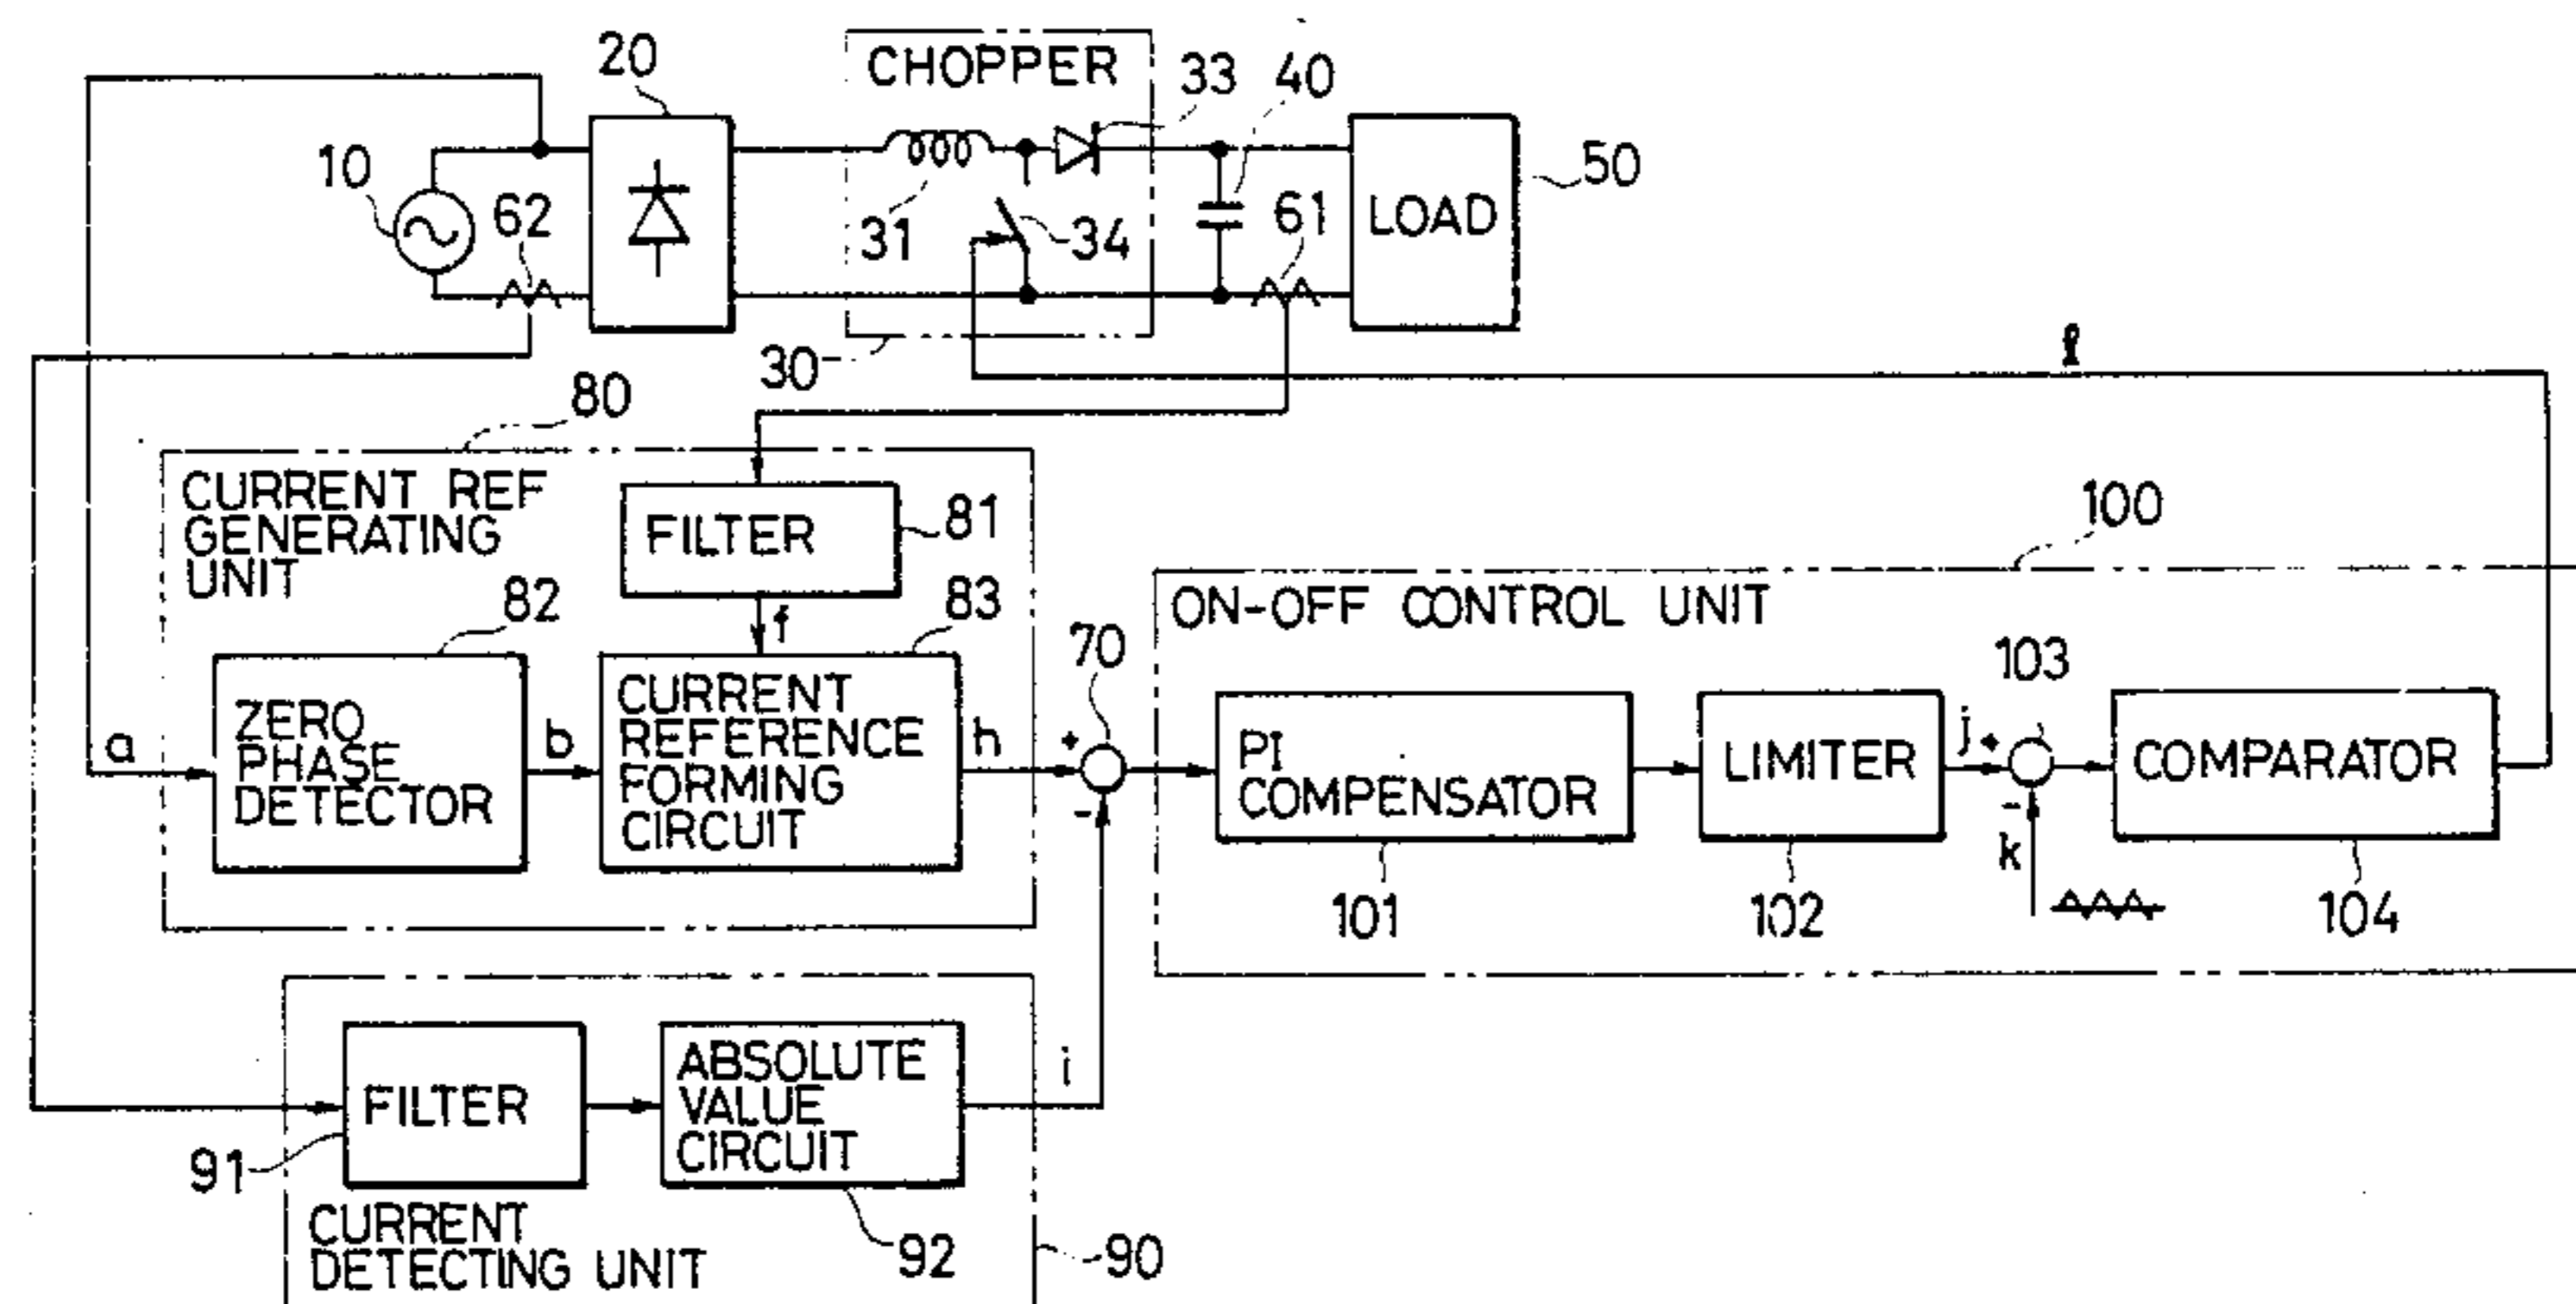 20
CHOPPER
33
40
10
62
31
34
61
LOAD
50
30
ℓ
80
CURRENT REF
GENERATING
UNIT
FILTER
81
100
82
f
83
70
ON-OFF CONTROL UNIT
103
a
ZERO
PHASE
DETECTOR
b
CURRENT
REFERENCE
FORMING
CIRCUIT
h
+
-
PI
COMPENSATOR
LIMITER
j
+
-
COMPARATOR
k
101
102
104
FILTER
ABSOLUTE
VALUE
CIRCUIT
i
91
CURRENT
DETECTING UNIT
92
90